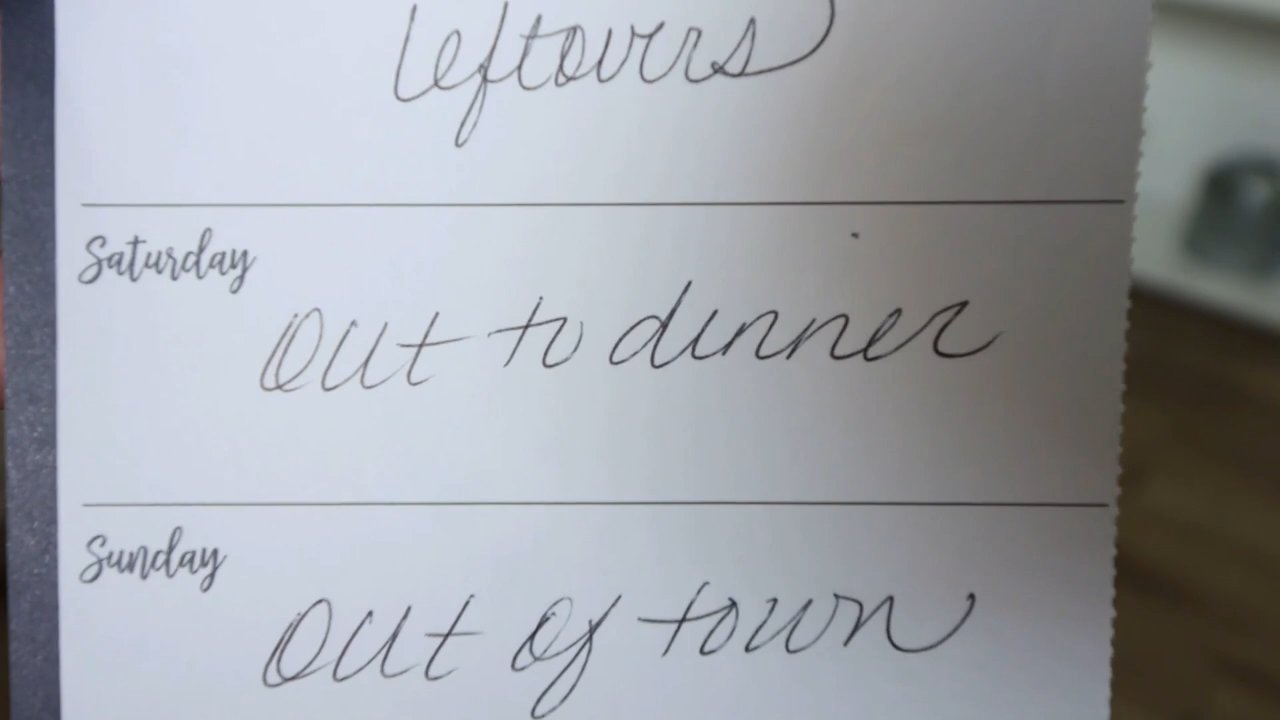 leftovers
Saturday
Out to dinner
Sunday
Out of town